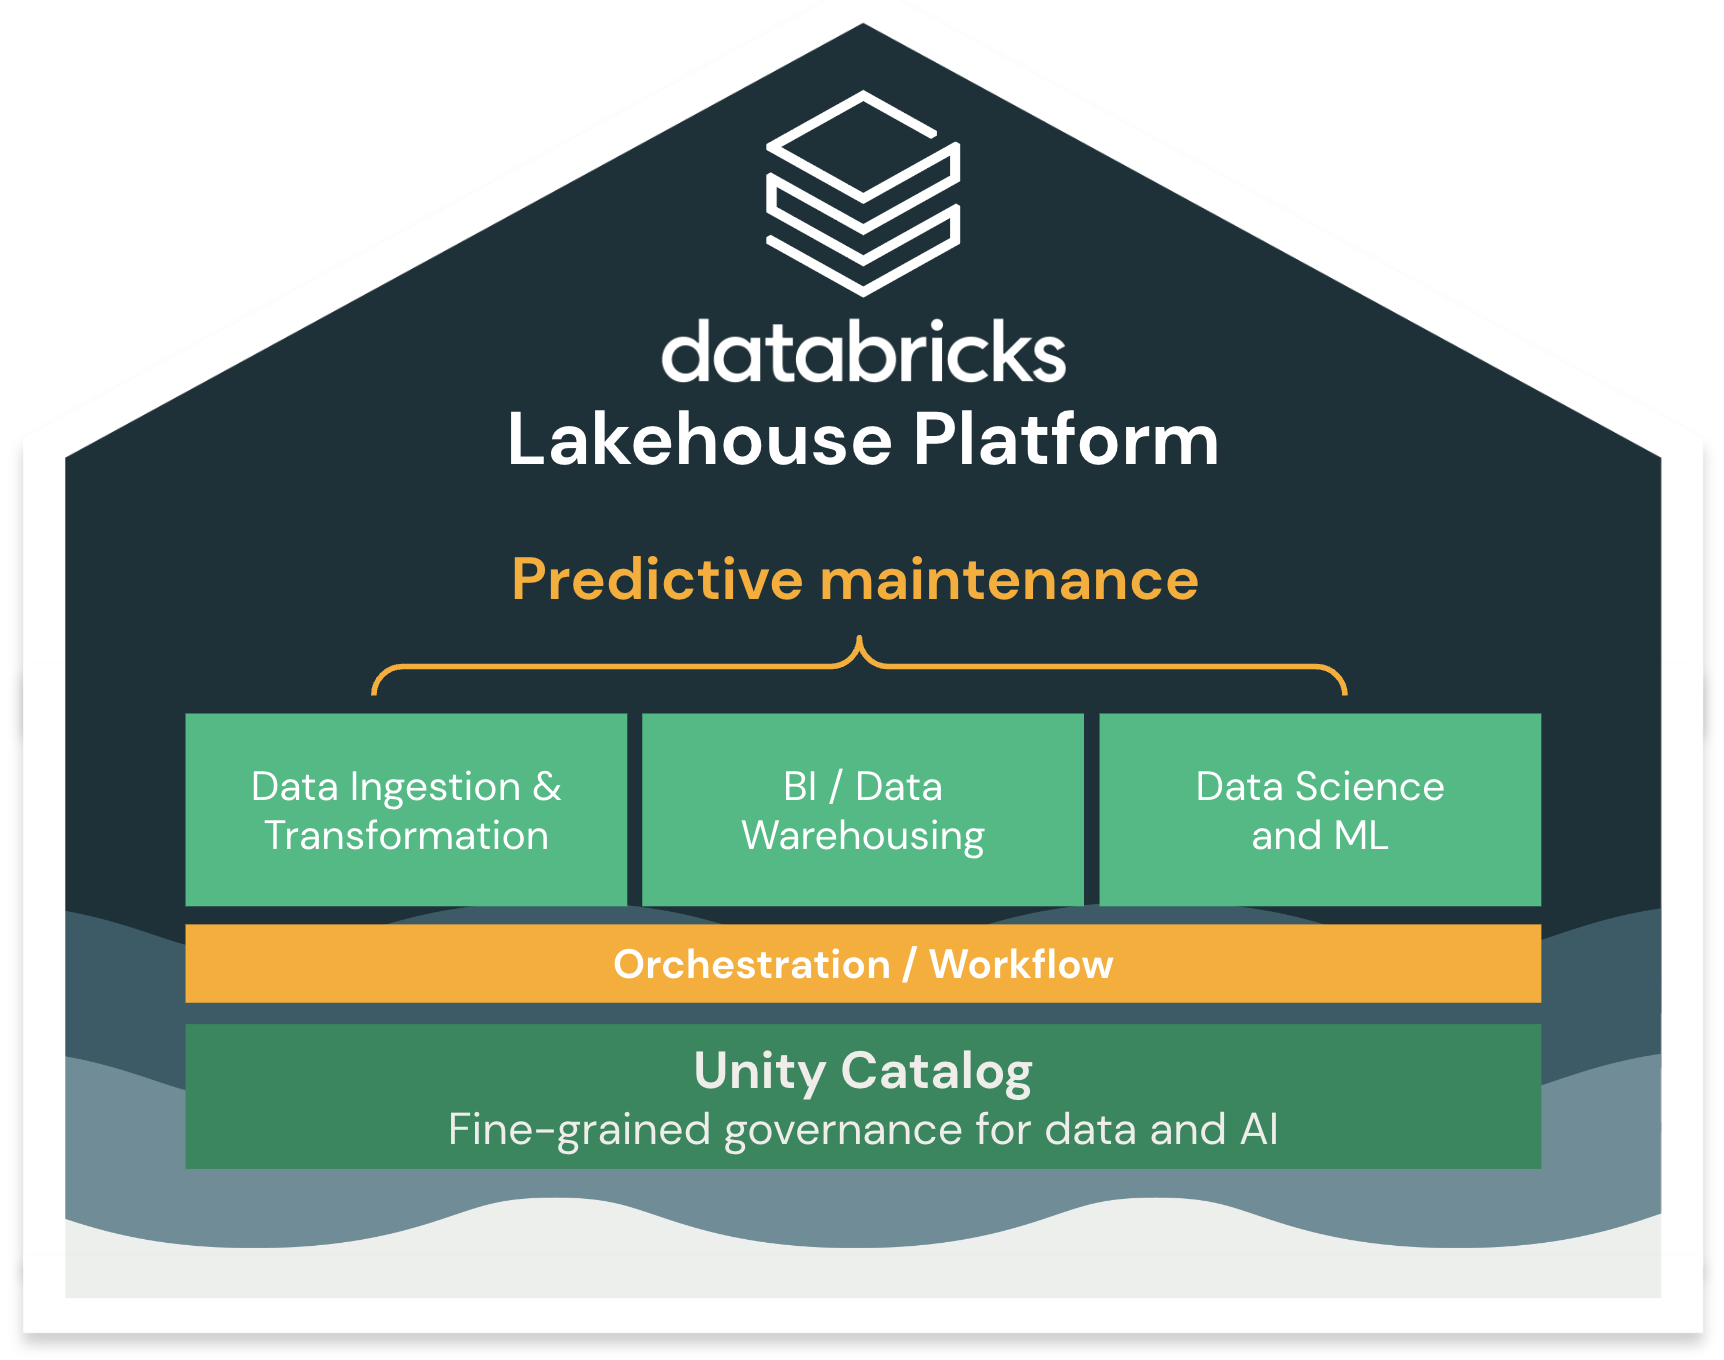 databricks
Lakehouse Platform
Predictive maintenance
Data Ingestion &
Transformation
BI / Data
Warehousing
Data Science
and ML
Orchestration / Workflow
Unity Catalog
Fine-grained governance for data and AI